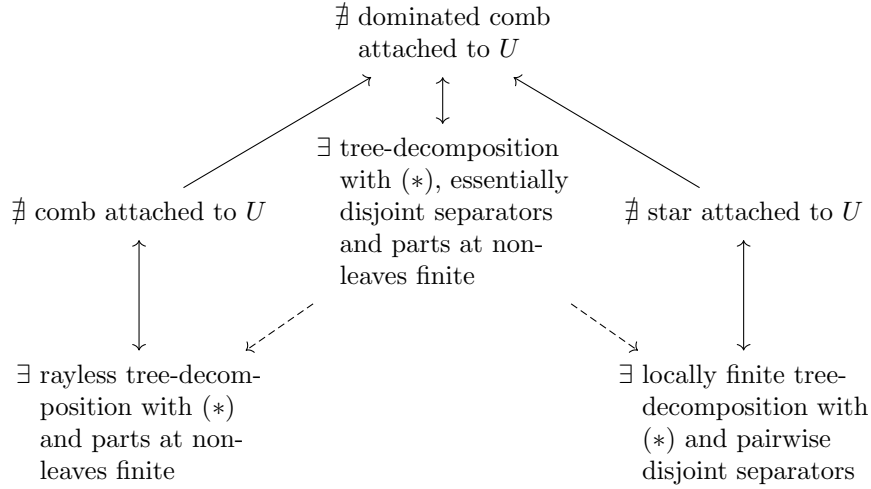 ∄ dominated comb
attached to U
∃ tree-decomposition
with (∗), essentially
disjoint separators
and parts at non-
leaves finite
∄ comb attached to U
∄ star attached to U
∃ rayless tree-decom-
position with (∗)
and parts at non-
leaves finite
∃ locally finite tree-
decomposition with
(∗) and pairwise
disjoint separators